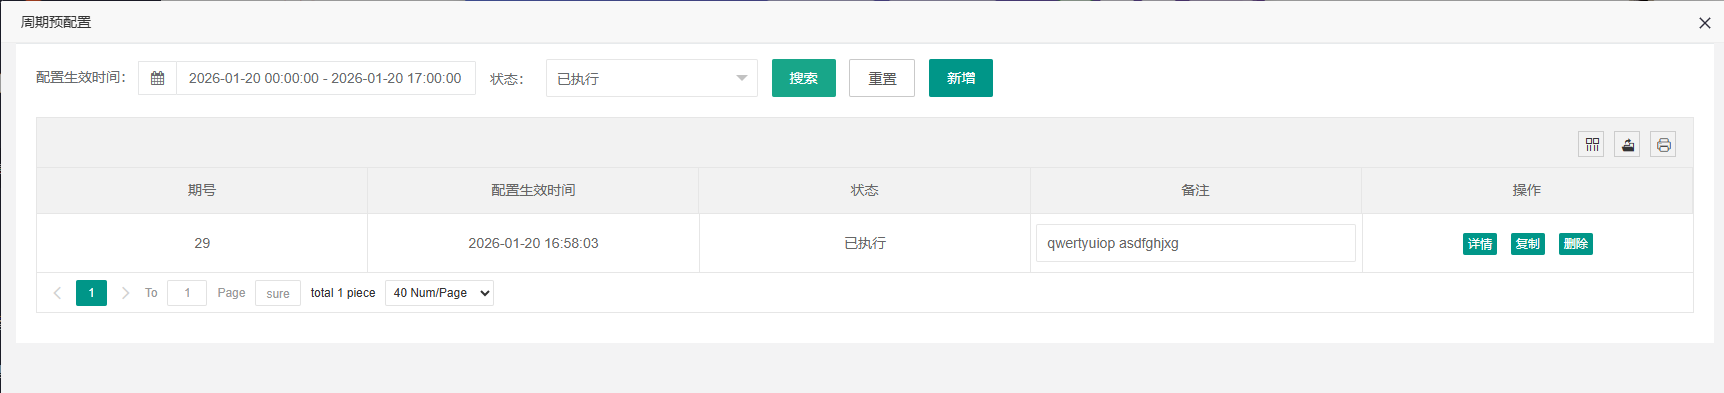 周期预配置
配置生效时间： 2026-01-20 00:00:00 - 2026-01-20 17:00:00 状态： 已执行 搜索 重置 新增
期号 配置生效时间 状态 备注 操作
29 2026-01-20 16:58:03 已执行 qwertyuiop asdfghjxg 详情 复制 删除
1 To 1 Page sure total 1 piece 40 Num/Page